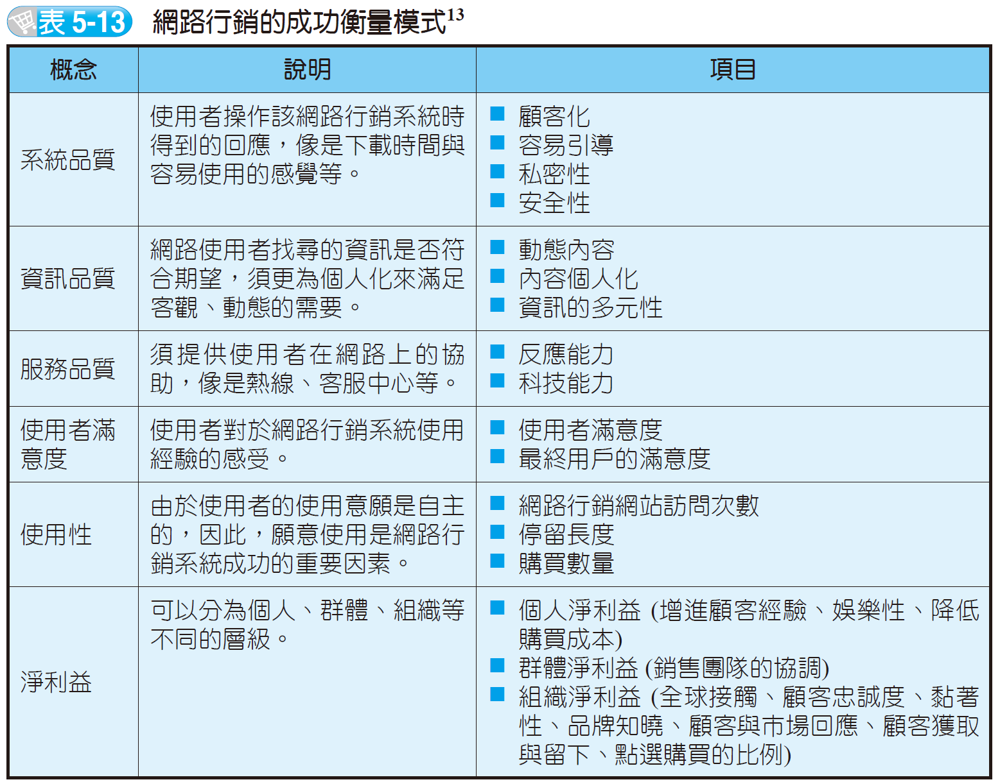 表 5-13 網路行銷的成功衡量模式13
概念 說明 項目
系統品質
使用者操作該網路行銷系統時
得到的回應，像是下載時間與
容易使用的感覺等。
■ 顧客化
■ 容易引導
■ 私密性
■ 安全性
資訊品質
網路使用者找尋的資訊是否符
合期望，須更為個人化來滿足
客觀、動態的需要。
■ 動態內容
■ 內容個人化
■ 資訊的多元性
服務品質
須提供使用者在網路上的協
助，像是熱線、客服中心等。
■ 反應能力
■ 科技能力
使用者滿
意度
使用者對於網路行銷系統使用
經驗的感受。
■ 使用者滿意度
■ 最終用戶的滿意度
使用性
由於使用者的使用意願是自主
的，因此，願意使用是網路行
銷系統成功的重要因素。
■ 網路行銷網站訪問次數
■ 停留長度
■ 購買數量
淨利益
可以分為個人、群體、組織等
不同的層級。
■ 個人淨利益 (增進顧客經驗、娛樂性、降低
購買成本)
■ 群體淨利益 (銷售團隊的協調)
■ 組織淨利益 (全球接觸、顧客忠誠度、黏著
性、品牌知曉、顧客與市場回應、顧客獲取
與留下、點選購買的比例)